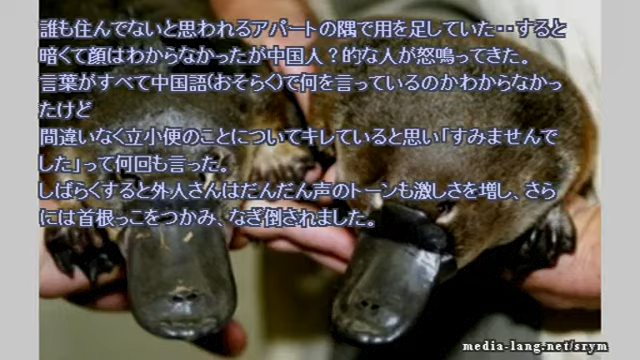 誰も住んでないと思われるアパートの隅で用を足していた・・すると
暗くて顔はわからなかったが中国人？的な人が怒鳴ってきた。
言葉がすべて中国語(おそらく)で何を言っているのかわからなかっ
たけど
間違いなく立小便のことについてキレていると思い「すみませんで
した」って何回も言った。
しばらくすると外人さんはだんだん声のトーンも激しさを増し、さら
には首根っこをつかみ、なぎ倒されました。
media-lang.net/srym